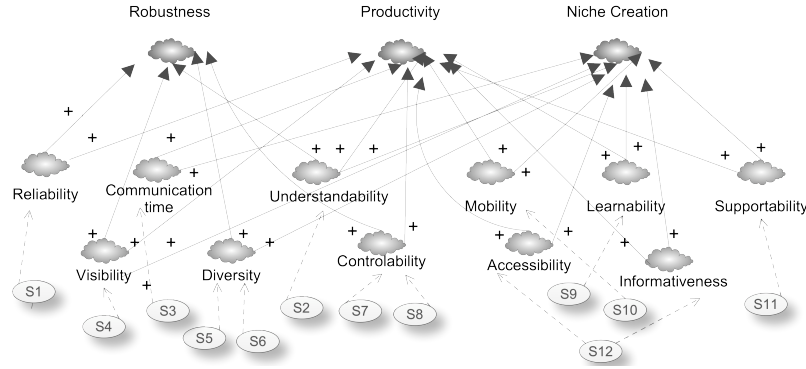 Robustness
Productivity
Niche Creation
+
+
+
+
+
+
+
+
+
+
+
+
+
Reliability
Communication
time
Understandability
Mobility
Learnability
Supportability
+
+
+
+
+
+
+
+
+
+
+
Visibility
Diversity
Controlability
Accessibility
Informativeness
+
S1
S4
S3
S5
S6
S2
S7
S8
S9
S10
S12
S11